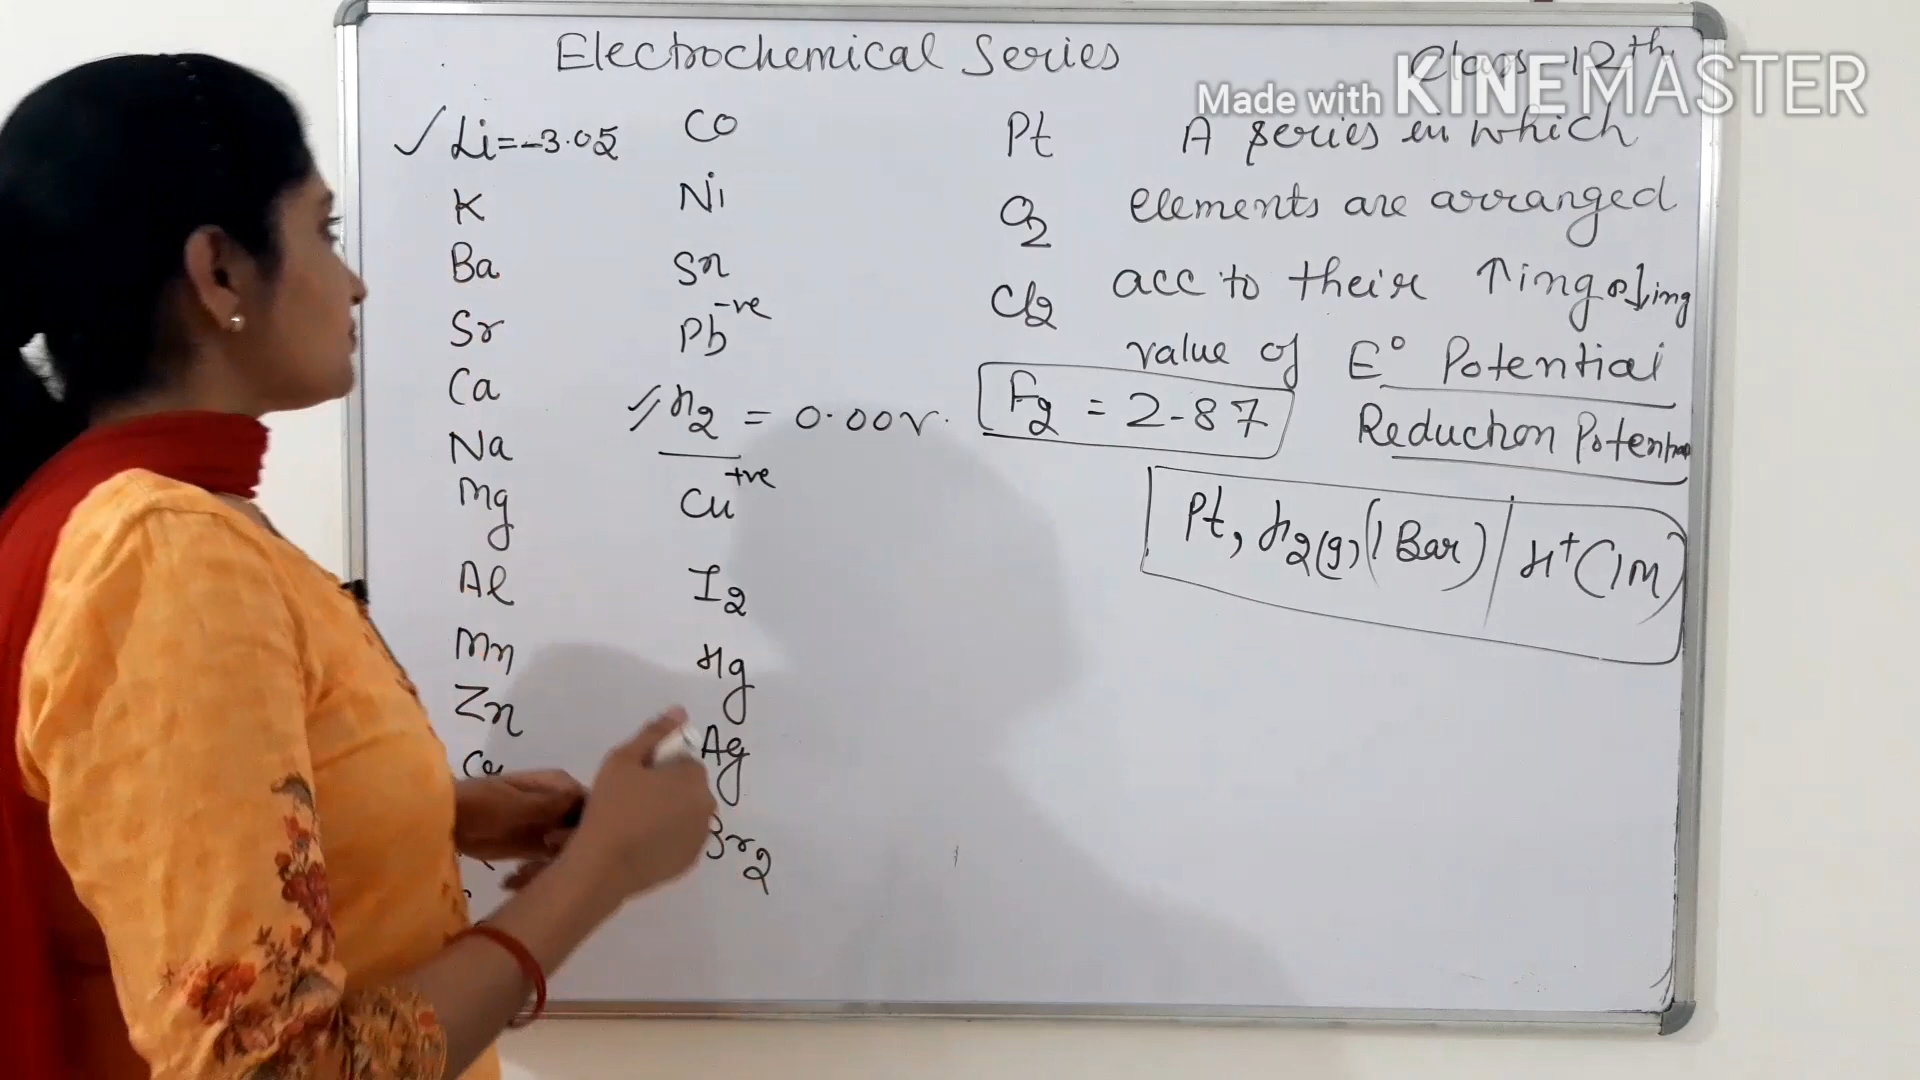 Electrochemical Series
Class-12th
Made with KINEMASTER
Li=-3.05
K
Ba
Sr
Ca
Na
Mg
Al
Mn
Zn
Co
Ni
Sn
Pb -ve
H2 = 0.00V.
Cu +ve
I2
Hg
Ag
Br2
Pt
O2
Cl2
F2 = 2-87
A series in which
elements are arranged
acc to their ↑ing or ↓ing
value of E° Potential
Reduction Potential
Pt, H2(g)(1 Bar) / H+(1M)